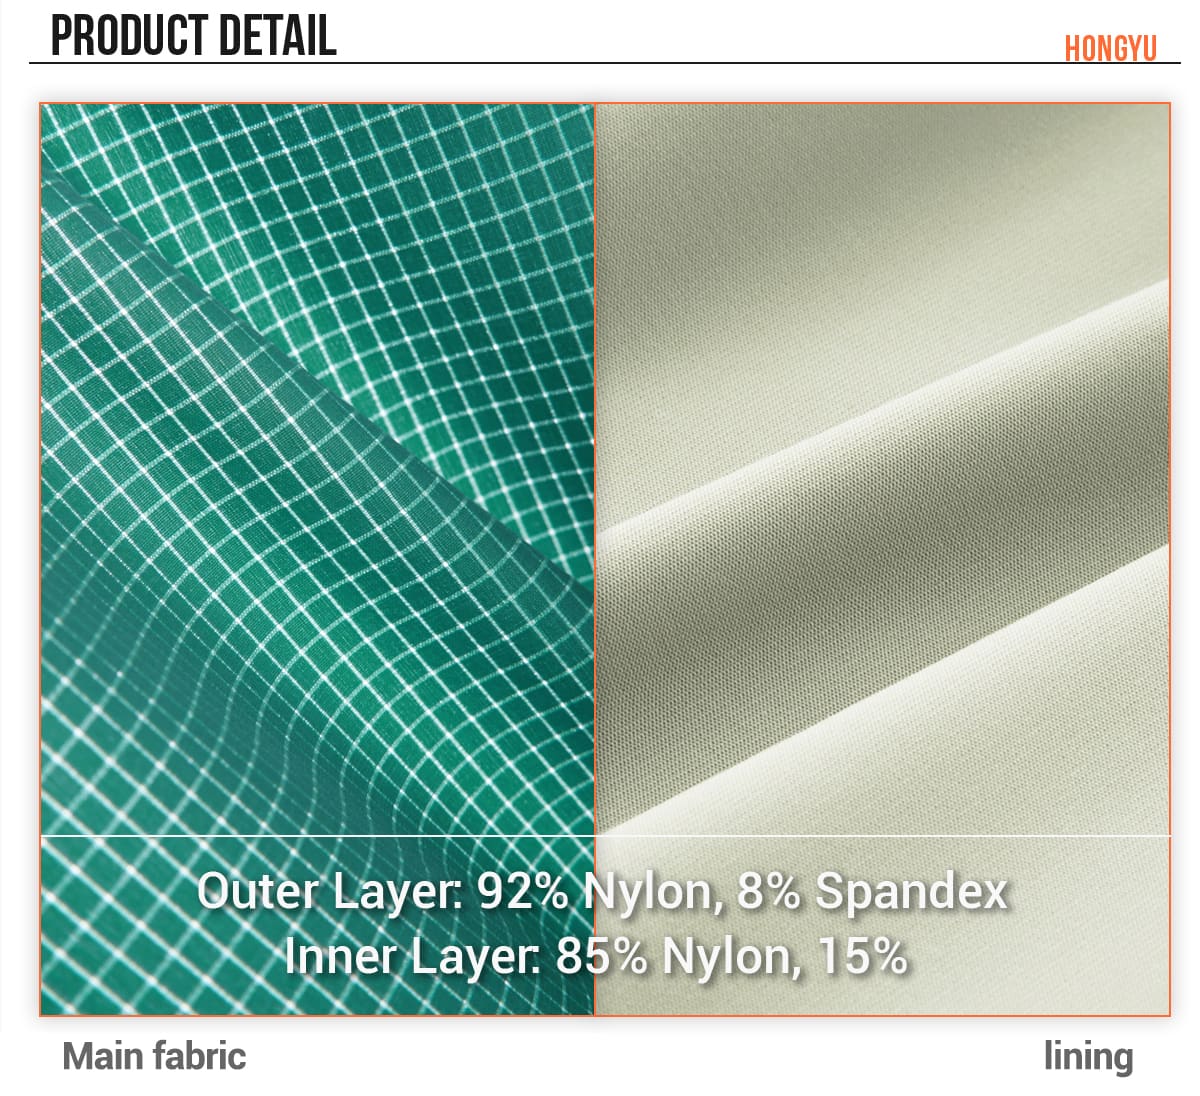 PRODUCT DETAIL
HONGYU
Outer Layer: 92% Nylon, 8% Spandex
Inner Layer: 85% Nylon, 15%
Main fabric
lining